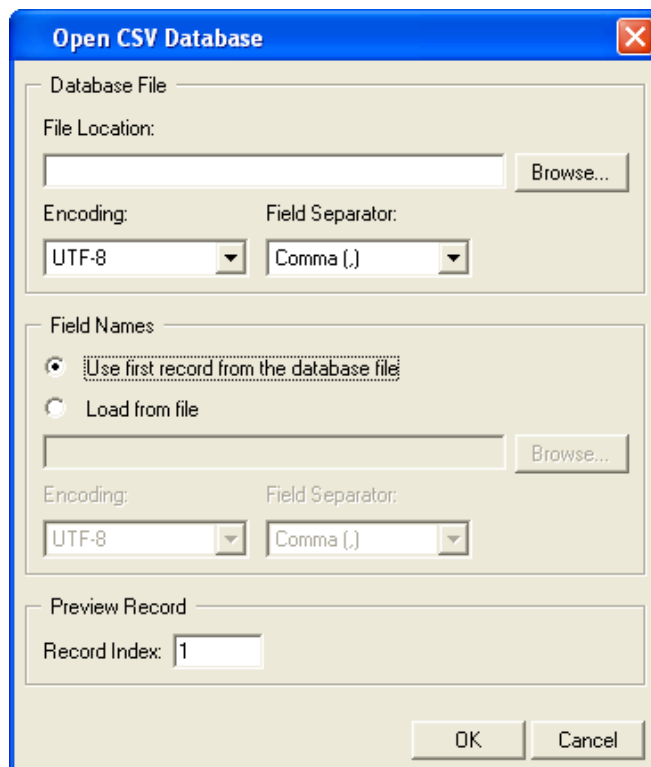 Open CSV Database
Database File
File Location:
Browse...
Encoding: Field Separator:
UTF-8 Comma (,)
Field Names
Use first record from the database file
Load from file
Browse...
Encoding: Field Separator:
UTF-8 Comma (,)
Preview Record
Record Index: 1
OK Cancel